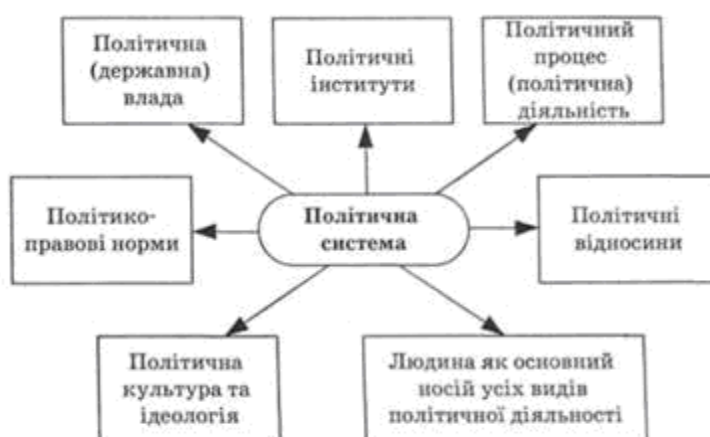 Політична
(державна)
влада
Політичні
інститути
Політичний
процес
(політична)
діяльність
Політико-
правові норми
Політична
система
Політичні
відносини
Політична
культура та
ідеологія
Людина як основний
носій усіх видів
політичної діяльності